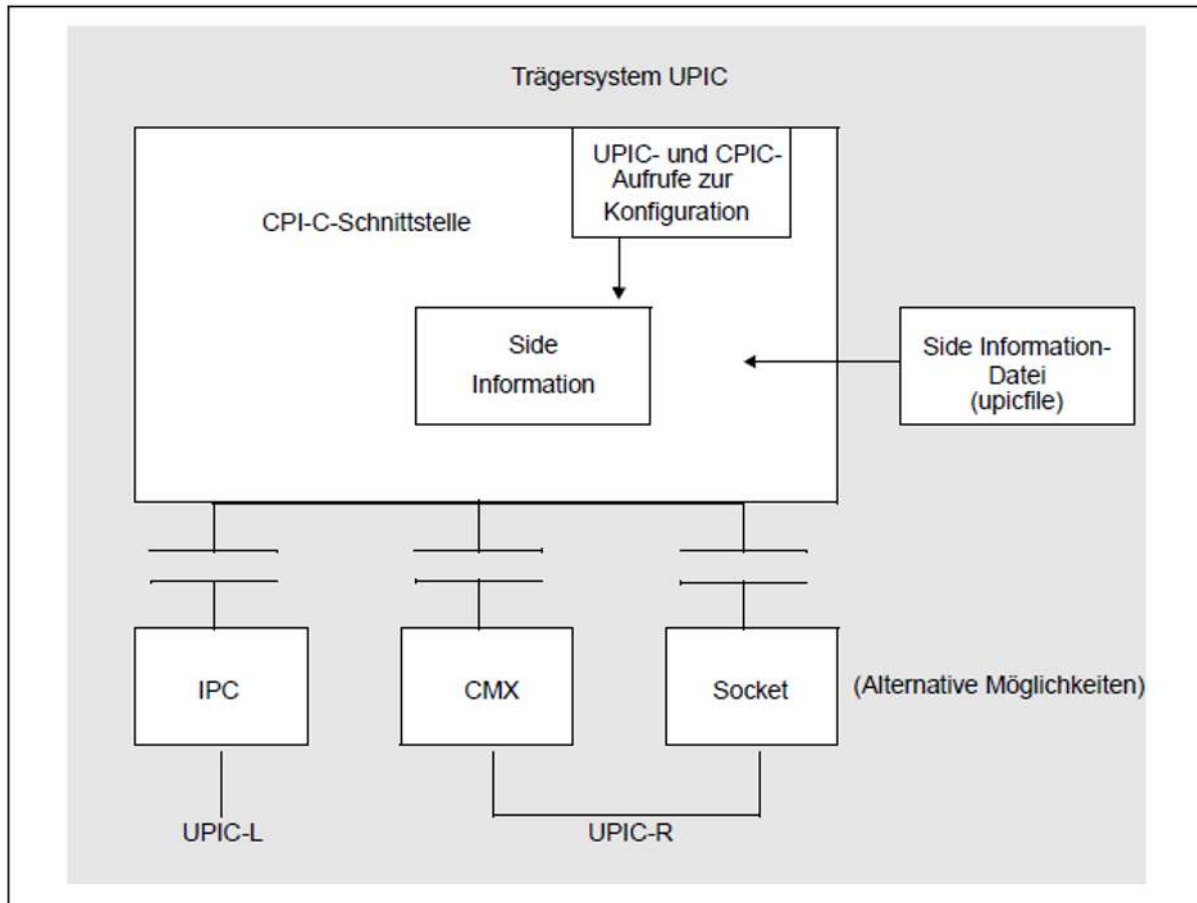 Trägersystem UPIC
UPIC- und CPIC-
Aufrufe zur
Konfiguration
CPI-C-Schnittstelle
Side
Information
Side Information-
Datei
(upicfile)
IPC
CMX
Socket
(Alternative Möglichkeiten)
UPIC-L
UPIC-R